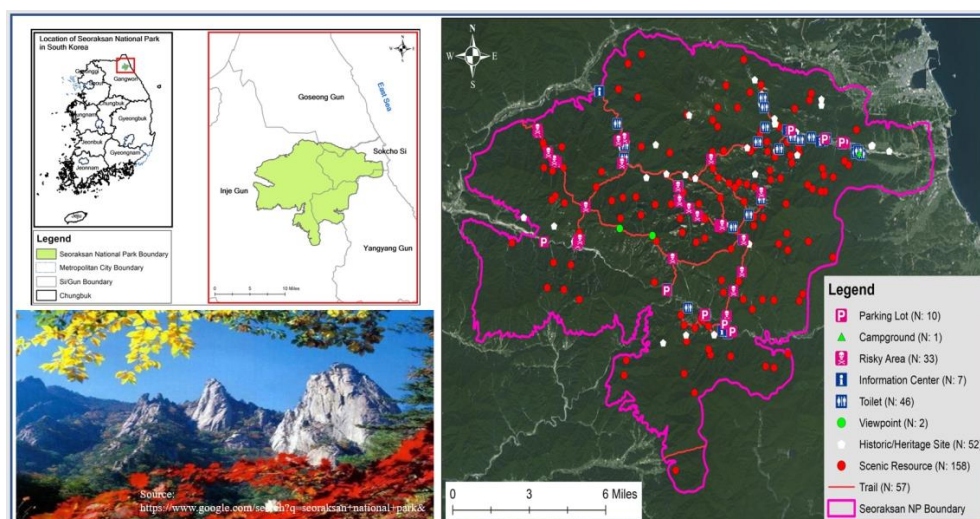 Location of Seoraksan National Park
in South Korea
N
Gangwon
Chungbuk
Gyeongbuk
Jeonbuk
Gyeongnam
Jeonnam
Jeju
Legend
Seoraksan National Park Boundary
Metropolitan City Boundary
Si/Gun Boundary
Chungbuk
Goseong Gun
East Sea
Sokcho Si
Inje Gun
Yangyang Gun
0 5 10 Miles
Source:
https://www.google.com/search?q=seoraksan+national+park&
N
W
E
S
P
P
P
P
P
P
P
P
0 3 6 Miles
Legend
P Parking Lot (N: 10)
Campground (N: 1)
Risky Area (N: 33)
Information Center (N: 7)
Toilet (N: 46)
Viewpoint (N: 2)
Historic/Heritage Site (N: 52
Scenic Resource (N: 158)
Trail (N: 57)
Seoraksan NP Boundary